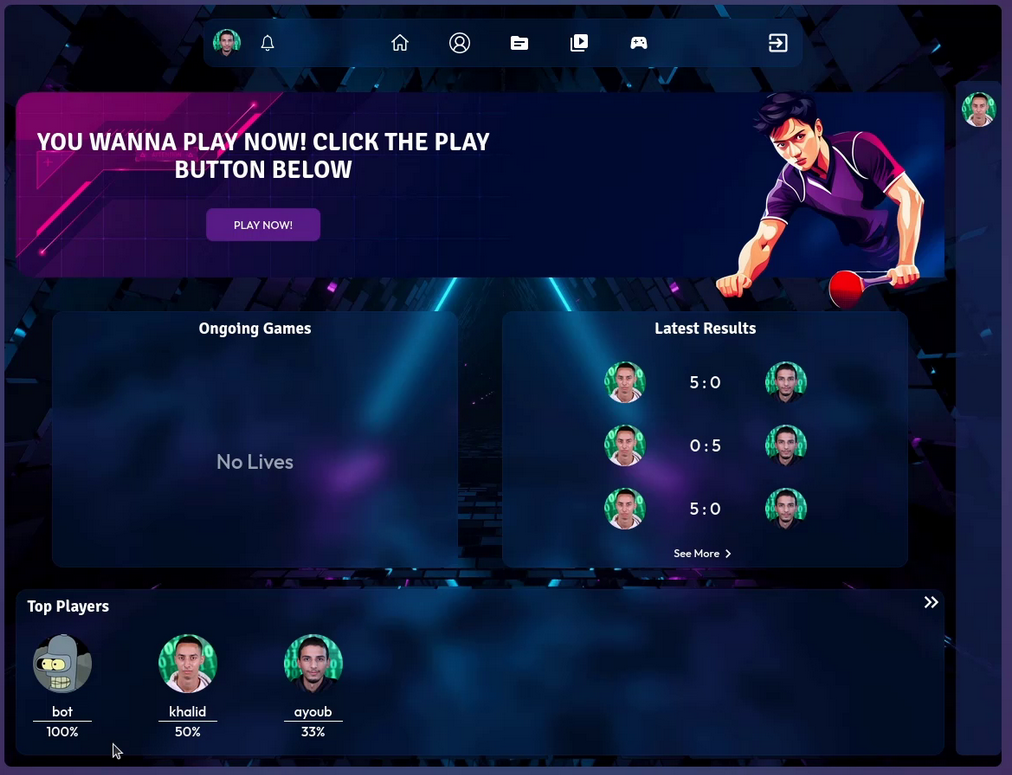 YOU WANNA PLAY NOW! CLICK THE PLAY
BUTTON BELOW
PLAY NOW!
Ongoing Games
No Lives
Latest Results
5 : 0
0 : 5
5 : 0
See More
Top Players
bot
100%
khalid
50%
ayoub
33%